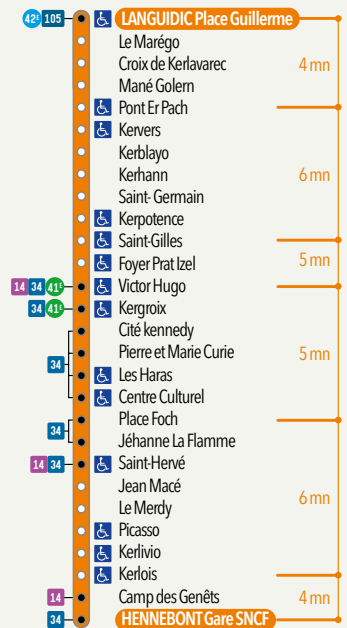 42E 105 LANGUIDIC Place Guillerme
Le Marégo
Croix de Kerlavarec 4 mn
Mané Golern
Pont Er Pach
Kervers
Kerblayo
Kerhann 6 mn
Saint- Germain
Kerpotence
Saint-Gilles
Foyer Prat Izel 5 mn
14 34 41E Victor Hugo
34 41E Kergroix
Cité kennedy
Pierre et Marie Curie 5 mn
34 Les Haras
Centre Culturel
Place Foch
34 Jéhanne La Flamme
14 34 Saint-Hervé
Jean Macé
Le Merdy 6 mn
Picasso
Kerlivio
Kerlois
14 Camp des Genêts 4 mn
34 HENNEBONT Gare SNCF